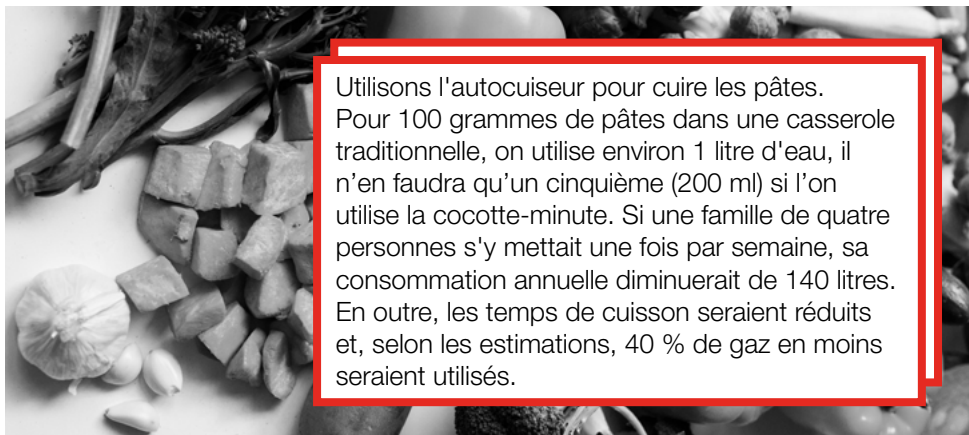 Utilisons l'autocuiseur pour cuire les pâtes.
Pour 100 grammes de pâtes dans une casserole
traditionnelle, on utilise environ 1 litre d'eau, il
n’en faudra qu’un cinquième (200 ml) si l’on
utilise la cocotte-minute. Si une famille de quatre
personnes s'y mettait une fois par semaine, sa
consommation annuelle diminuerait de 140 litres.
En outre, les temps de cuisson seraient réduits
et, selon les estimations, 40 % de gaz en moins
seraient utilisés.